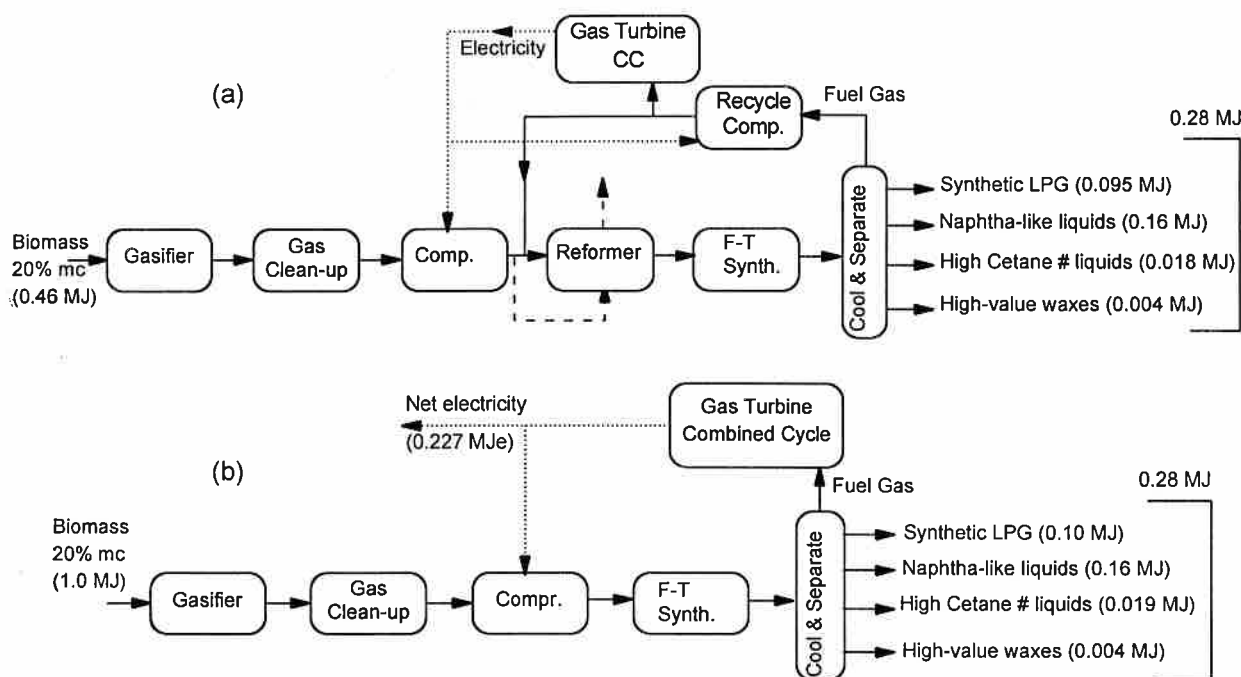 Gas Turbine
CC
Electricity
(a)
Recycle
Comp.
Fuel Gas
0.28 MJ
Biomass
20% mc
(0.46 MJ)
Gasifier
Gas
Clean-up
Comp.
Reformer
F-T
Synth.
Cool & Separate
Synthetic LPG (0.095 MJ)
Naphtha-like liquids (0.16 MJ)
High Cetane # liquids (0.018 MJ)
High-value waxes (0.004 MJ)
Net electricity
(0.227 MJe)
Gas Turbine
Combined Cycle
(b)
Fuel Gas
0.28 MJ
Biomass
20% mc
(1.0 MJ)
Gasifier
Gas
Clean-up
Compr.
F-T
Synth.
Cool & Separate
Synthetic LPG (0.10 MJ)
Naphtha-like liquids (0.16 MJ)
High Cetane # liquids (0.019 MJ)
High-value waxes (0.004 MJ)